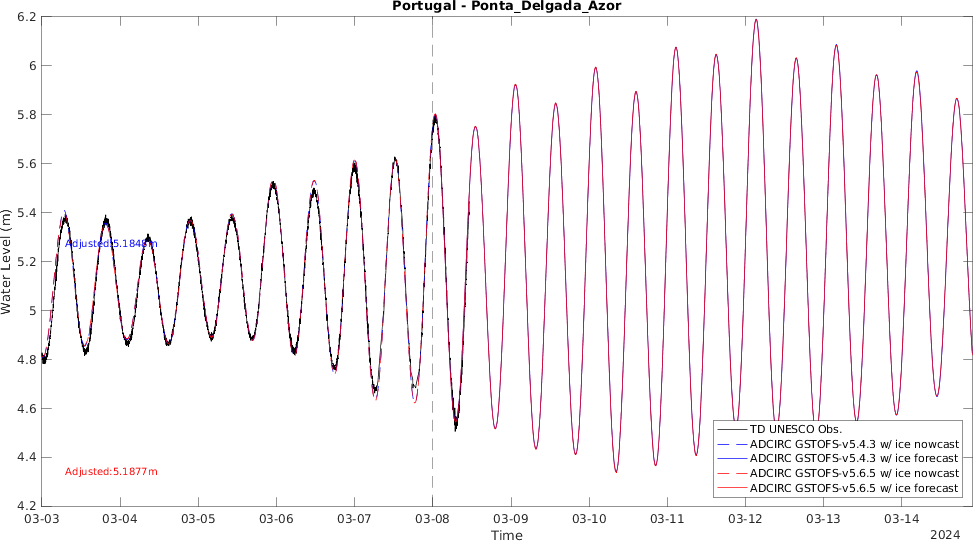 Portugal - Ponta_Delgada_Azor
6.2
6
5.8
5.6
5.4
5.2
5
4.8
4.6
4.4
4.2
Water Level (m)
Adjusted:5.1848m
Adjusted:5.1877m
TD UNESCO Obs.
ADCIRC GSTOFS-v5.4.3 w/ ice nowcast
ADCIRC GSTOFS-v5.4.3 w/ ice forecast
ADCIRC GSTOFS-v5.6.5 w/ ice nowcast
ADCIRC GSTOFS-v5.6.5 w/ ice forecast
03-03 03-04 03-05 03-06 03-07 03-08 03-09 03-10 03-11 03-12 03-13 03-14
Time
2024